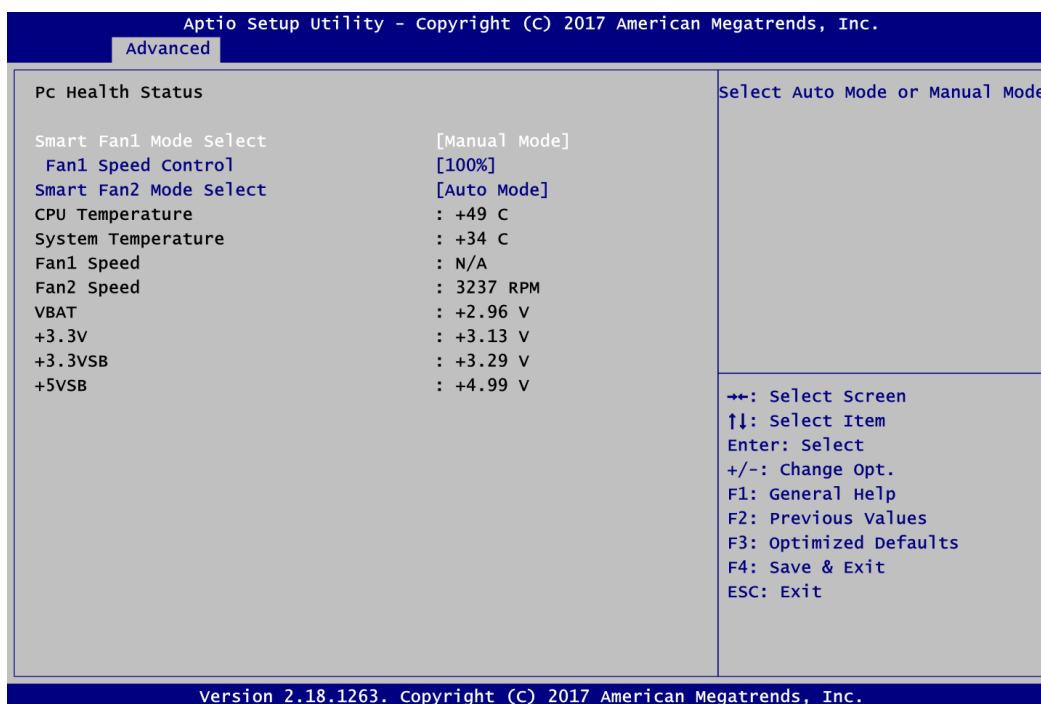 Aptio Setup Utility - Copyright (C) 2017 American Megatrends, Inc.
Advanced
Pc Health Status
Smart Fan1 Mode Select [Manual Mode]
Fan1 Speed Control [100%]
Smart Fan2 Mode Select [Auto Mode]
CPU Temperature : +49 C
System Temperature : +34 C
Fan1 Speed : N/A
Fan2 Speed : 3237 RPM
VBAT : +2.96 V
+3.3V : +3.13 V
+3.3VSB : +3.29 V
+5VSB : +4.99 V
Select Auto Mode or Manual Mode
→←: Select Screen
↑↓: Select Item
Enter: Select
+/-: Change Opt.
F1: General Help
F2: Previous Values
F3: Optimized Defaults
F4: Save & Exit
ESC: Exit
Version 2.18.1263. Copyright (C) 2017 American Megatrends, Inc.